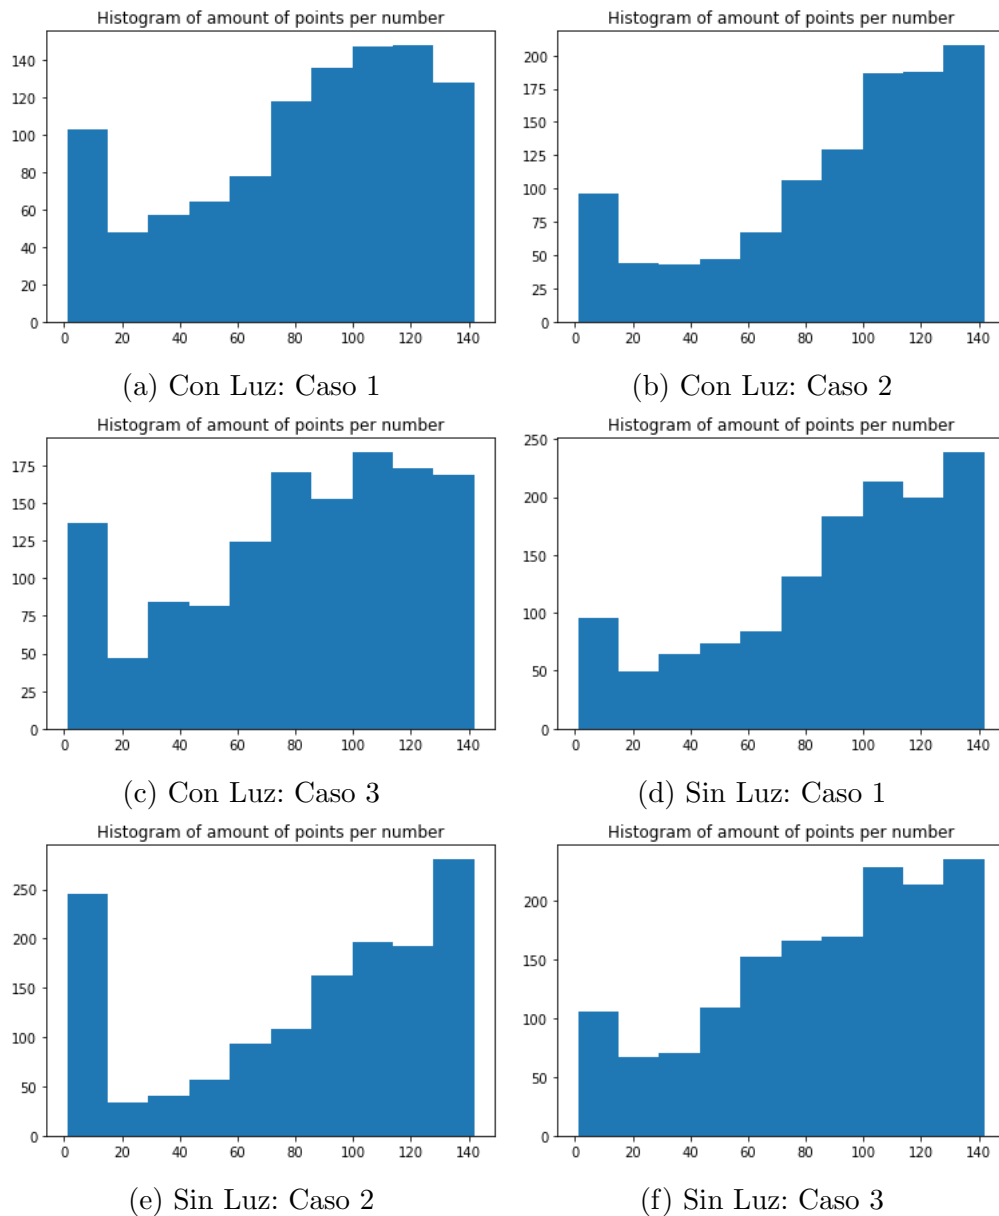 Histogram of amount of points per number
140
120
100
80
60
40
20
0
0 20 40 60 80 100 120 140
(a) Con Luz: Caso 1
Histogram of amount of points per number
200
175
150
125
100
75
50
25
0
0 20 40 60 80 100 120 140
(b) Con Luz: Caso 2
Histogram of amount of points per number
175
150
125
100
75
50
25
0
0 20 40 60 80 100 120 140
(c) Con Luz: Caso 3
Histogram of amount of points per number
250
200
150
100
50
0
0 20 40 60 80 100 120 140
(d) Sin Luz: Caso 1
Histogram of amount of points per number
250
200
150
100
50
0
0 20 40 60 80 100 120 140
(e) Sin Luz: Caso 2
Histogram of amount of points per number
200
150
100
50
0
0 20 40 60 80 100 120 140
(f) Sin Luz: Caso 3